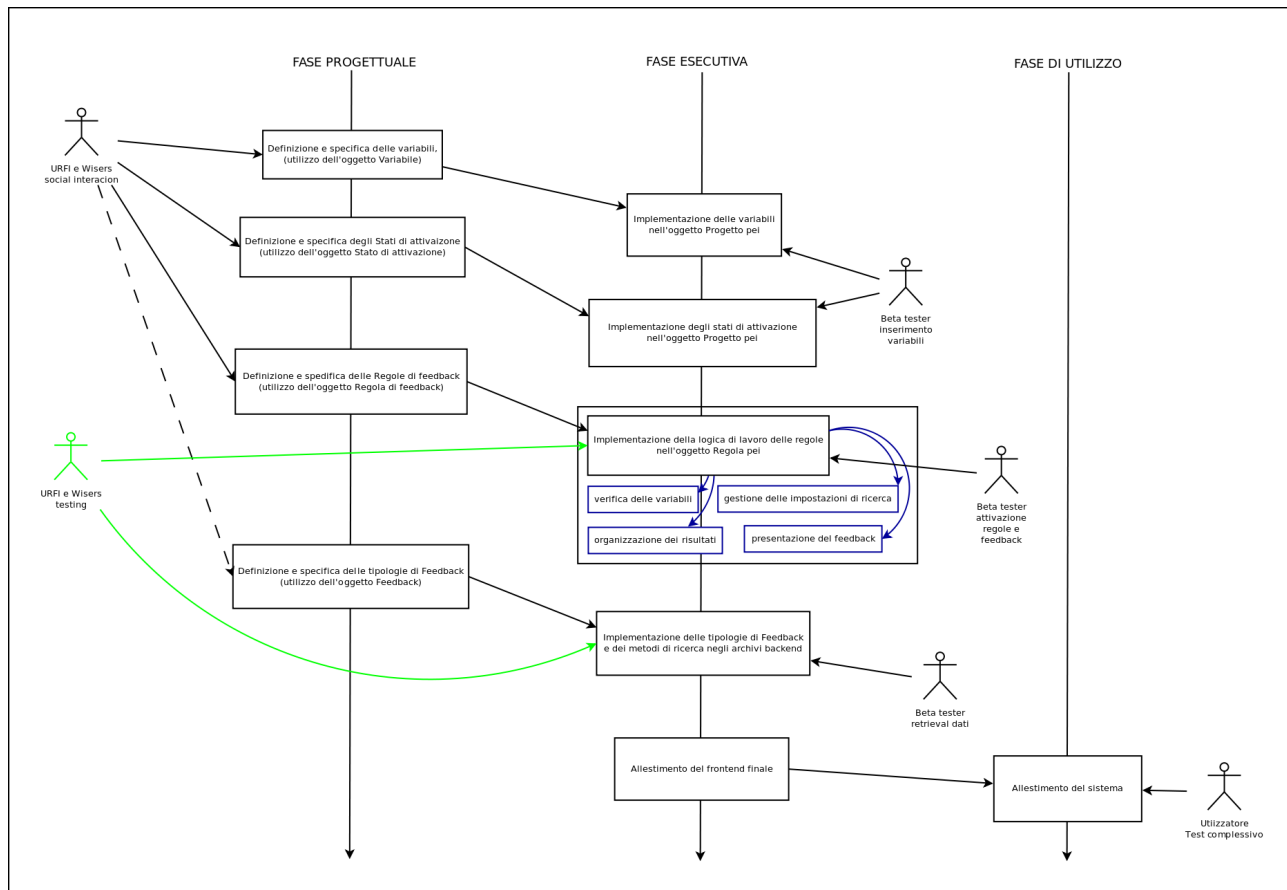 FASE PROGETTUALE
FASE ESECUTIVA
FASE DI UTILIZZO
URFI e Wisers
social interacion
Definizione e specifica delle variabili,
(utilizzo dell'oggetto Variabile)
Implementazione delle variabili
nell'oggetto Progetto pei
Definizione e specifica degli Stati di attivaizone
(utilizzo dell'oggetto Stato di attivazione)
Beta tester
inserimento
variabili
Implementazione degli stati di attivazione
nell'oggetto Progetto pei
Definizione e spedifica delle Regole di feedback
(utilizzo dell'oggetto Regola di feedback)
Implementazione della logica di lavoro delle regole
nell'oggetto Regola pei
URFI e Wisers
testing
verifica delle variabili
gestione delle impostazioni di ricerca
organizzazione dei risultati
presentazione del feedback
Beta tester
attivazione
regole e
feedback
Definizione e specifica delle tipologie di Feedback
(utilizzo dell'oggetto Feedback)
Implementazione delle tipologie di Feedback
e dei metodi di ricerca negli archivi backend
Beta tester
retrieval dati
Allestimento del frontend finale
Allestimento del sistema
Utiizzatore
Test complessivo